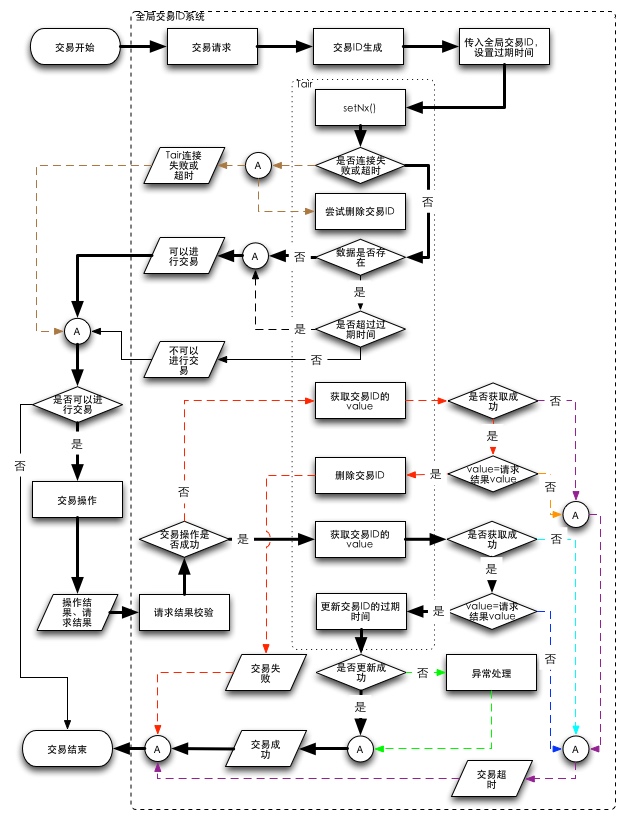 全局交易ID系统
交易开始
交易请求
交易ID生成
传入全局交易ID,
设置过期时间
Tair
setNx()
Tair连接
失败或
超时
A
是否连接失
败或超时
否
尝试删除交易ID
可以进
行交易
A
否
数据是否存
在
是
A
是
是否超过过
期时间
不可以
进行交
易
否
是否可以进
行交易
获取交易ID的
value
是否获取成
功
否
是
是
否
删除交易ID
是
value=请求
结果value
否
否
交易操作
A
交易操作是
否成功
是
获取交易ID的
value
是否获取成
功
否
是
操作结
果、请
求结果
请求结果校验
更新交易ID的过期
时间
是
value=请求
结果value
否
交易失
败
是否更新成
功
否
异常处理
是
交易结束
A
交易成
功
A
A
交易超
时